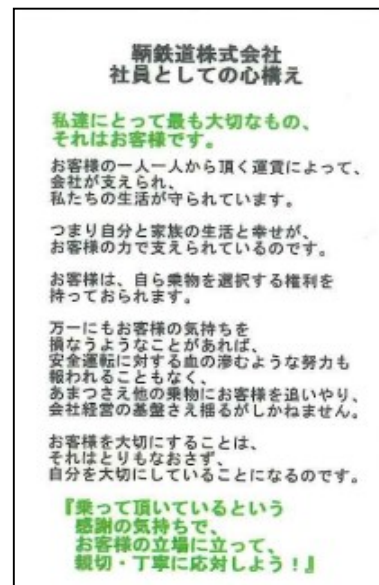 鞆鉄道株式会社
社員としての心構え
私達にとって最も大切なもの、
それはお客様です。
お客様の一人一人から頂く運賃によって、
会社が支えられ、
私たちの生活が守られています。
つまり自分と家族の生活と幸せが、
お客様の力で支えられているのです。
お客様は、自ら乗物を選択する権利を
持っておられます。
万一にもお客様の気持ちを
損なうようなことがあれば、
安全運転に対する血の滲むような努力も
報われることもなく、
あまつさえ他の乗物にお客様を追いやり、
会社経営の基盤さえ揺るがしかねません。
お客様を大切にすることは、
それはとりもなおさず、
自分を大切にしていることになるのです。
『乗って頂いているという
感謝の気持ちで、
お客様の立場に立って、
親切・丁寧に応対しよう！』